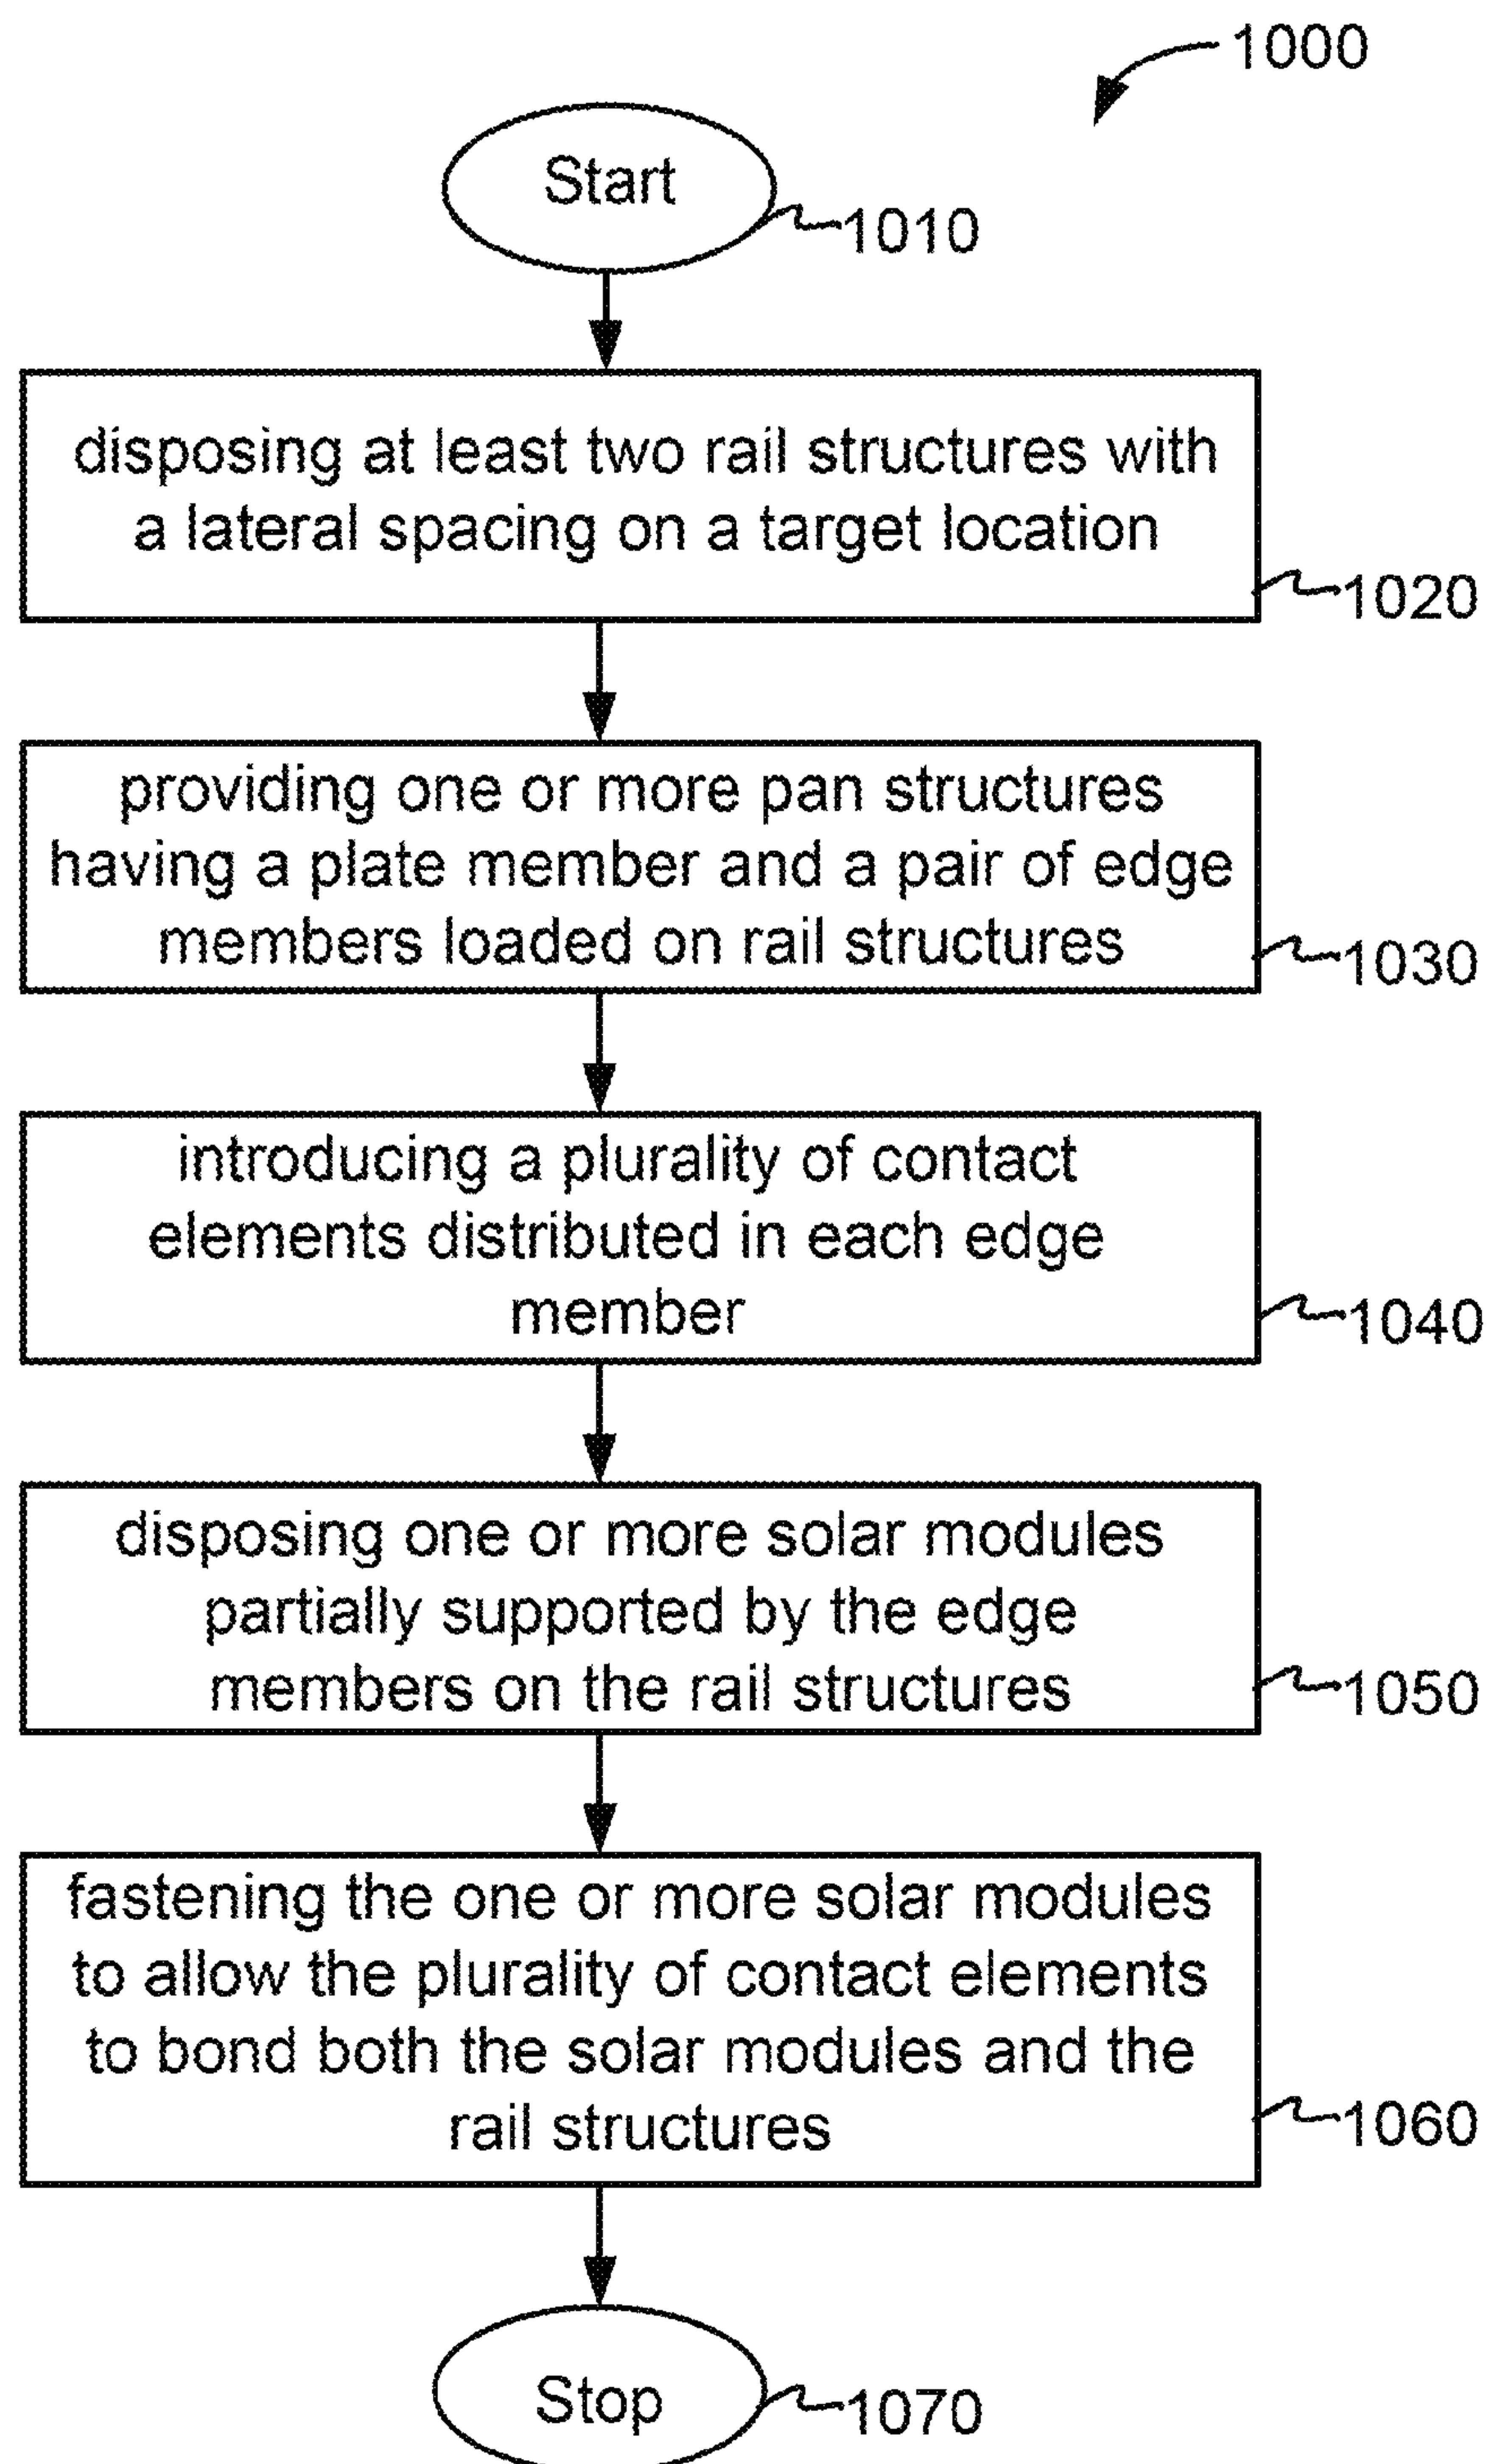 1000
Start
1010
disposing at least two rail structures with
a lateral spacing on a target location
1020
providing one or more pan structures
having a plate member and a pair of edge
members loaded on rail structures
1030
introducing a plurality of contact
elements distributed in each edge
member
1040
disposing one or more solar modules
partially supported by the edge
members on the rail structures
1050
fastening the one or more solar modules
to allow the plurality of contact elements
to bond both the solar modules and the
rail structures
1060
Stop
1070